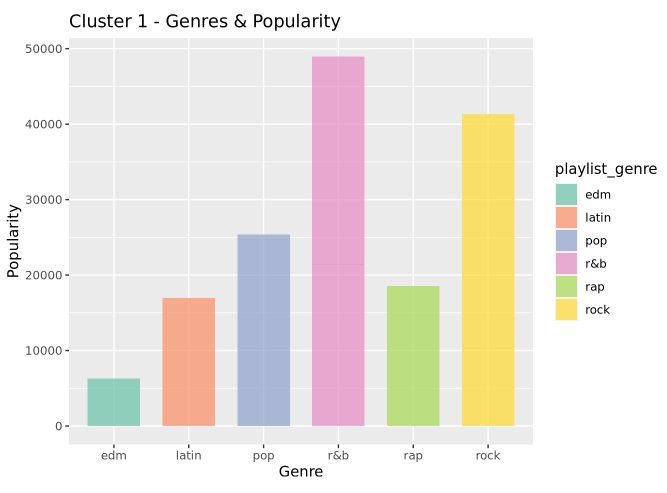 Cluster 1 - Genres & Popularity
50000
40000
30000
20000
10000
0
Popularity
edm
latin
pop
r&b
rap
rock
Genre
playlist_genre
edm
latin
pop
r&b
rap
rock